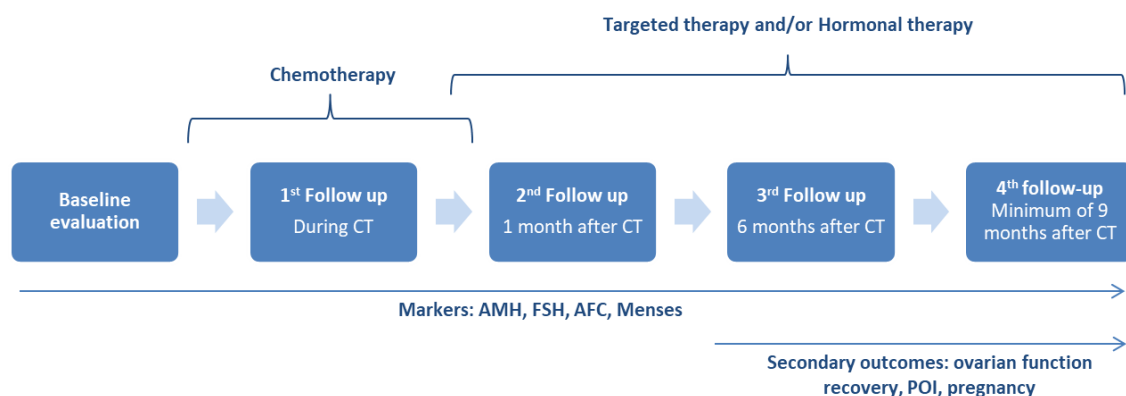 Targeted therapy and/or Hormonal therapy
Chemotherapy
Baseline
evaluation
1st Follow up
During CT
2nd Follow up
1 month after CT
3rd Follow up
6 months after CT
4th follow-up
Minimum of 9
months after CT
Markers: AMH, FSH, AFC, Menses
Secondary outcomes: ovarian function
recovery, POI, pregnancy